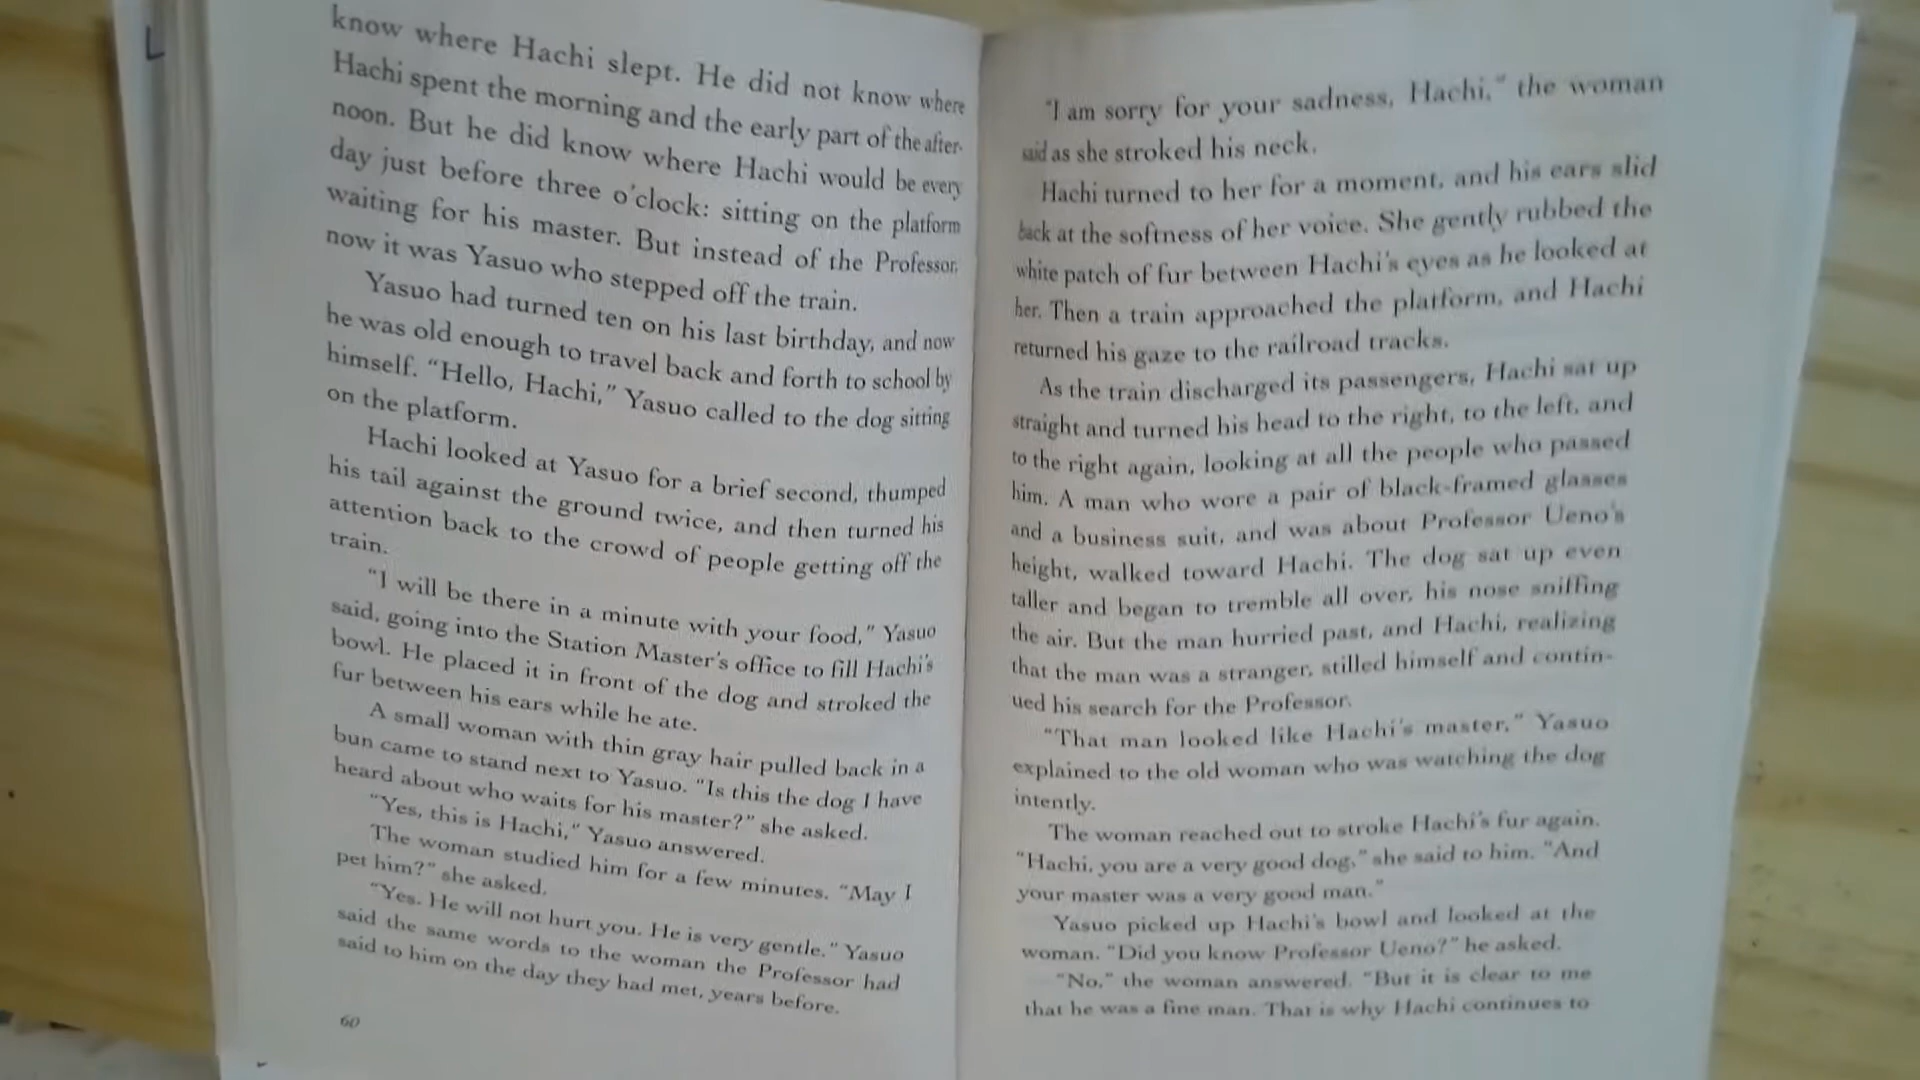 L
know where Hachi slept. He did not know where
Hachi spent the morning and the early part of the after-
noon. But he did know where Hachi would be every
day just before three o'clock: sitting on the platform
waiting for his master. But instead of the Professor,
now it was Yasuo who stepped off the train.
Yasuo had turned ten on his last birthday, and now
he was old enough to travel back and forth to school by
himself. “Hello, Hachi,” Yasuo called to the dog sitting
on the platform.
Hachi looked at Yasuo for a brief second, thumped
his tail against the ground twice, and then turned his
attention back to the crowd of people getting off the
train.
“I will be there in a minute with your food,” Yasuo
said, going into the Station Master's office to fill Hachi's
bowl. He placed it in front of the dog and stroked the
fur between his ears while he ate.
A small woman with thin gray hair pulled back in a
bun came to stand next to Yasuo. “Is this the dog I have
heard about who waits for his master?” she asked.
“Yes, this is Hachi,” Yasuo answered.
The woman studied him for a few minutes. “May I
pet him?” she asked.
“Yes. He will not hurt you. He is very gentle.” Yasuo
said the same words to the woman the Professor had
said to him on the day they had met, years before.
60
“I am sorry for your sadness, Hachi,” the woman
said as she stroked his neck.
Hachi turned to her for a moment, and his ears slid
back at the softness of her voice. She gently rubbed the
white patch of fur between Hachi's eyes as he looked at
her. Then a train approached the platform, and Hachi
returned his gaze to the railroad tracks.
As the train discharged its passengers, Hachi sat up
straight and turned his head to the right, to the left, and
to the right again, looking at all the people who passed
him. A man who wore a pair of black-framed glasses
and a business suit, and was about Professor Ueno's
height, walked toward Hachi. The dog sat up even
taller and began to tremble all over, his nose sniffing
the air. But the man hurried past, and Hachi, realizing
that the man was a stranger, stilled himself and contin-
ued his search for the Professor.
“That man looked like Hachi's master,” Yasuo
explained to the old woman who was watching the dog
intently.
The woman reached out to stroke Hachi's fur again.
“Hachi, you are a very good dog,” she said to him. “And
your master was a very good man.”
Yasuo picked up Hachi's bowl and looked at the
woman. “Did you know Professor Ueno?” he asked.
“No,” the woman answered. “But it is clear to me
that he was a fine man. That is why Hachi continues to